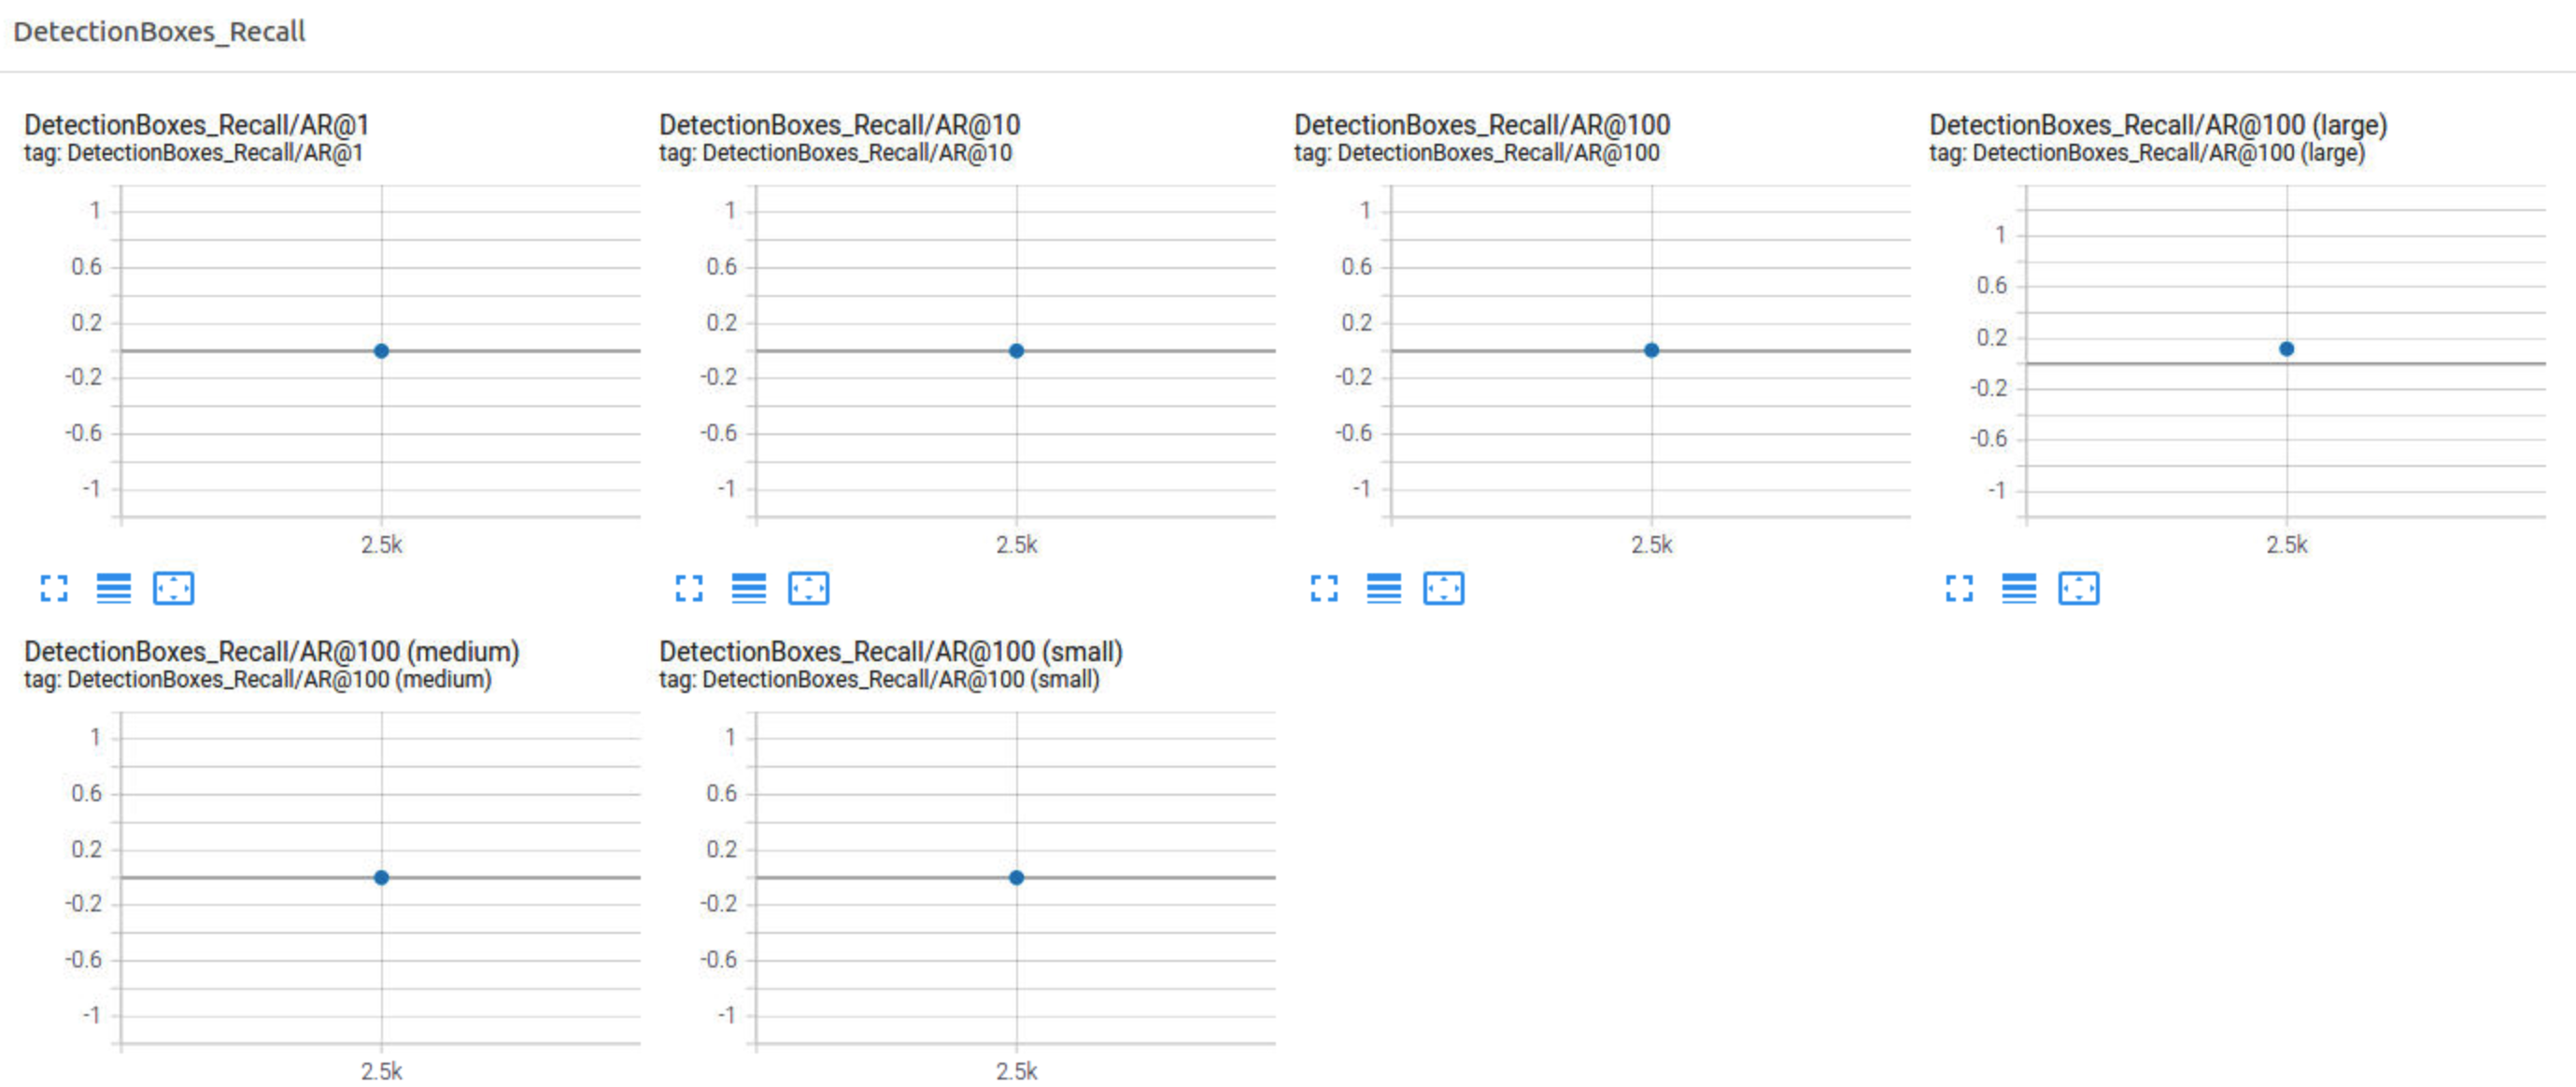 DetectionBoxes_Recall
DetectionBoxes_Recall/AR@1
tag: DetectionBoxes_Recall/AR@1
1
0.6
0.2
-0.2
-0.6
-1
2.5k
DetectionBoxes_Recall/AR@10
tag: DetectionBoxes_Recall/AR@10
1
0.6
0.2
-0.2
-0.6
-1
2.5k
DetectionBoxes_Recall/AR@100
tag: DetectionBoxes_Recall/AR@100
1
0.6
0.2
-0.2
-0.6
-1
2.5k
DetectionBoxes_Recall/AR@100 (large)
tag: DetectionBoxes_Recall/AR@100 (large)
1
0.6
0.2
-0.2
-0.6
-1
2.5k
DetectionBoxes_Recall/AR@100 (medium)
tag: DetectionBoxes_Recall/AR@100 (medium)
1
0.6
0.2
-0.2
-0.6
-1
2.5k
DetectionBoxes_Recall/AR@100 (small)
tag: DetectionBoxes_Recall/AR@100 (small)
1
0.6
0.2
-0.2
-0.6
-1
2.5k